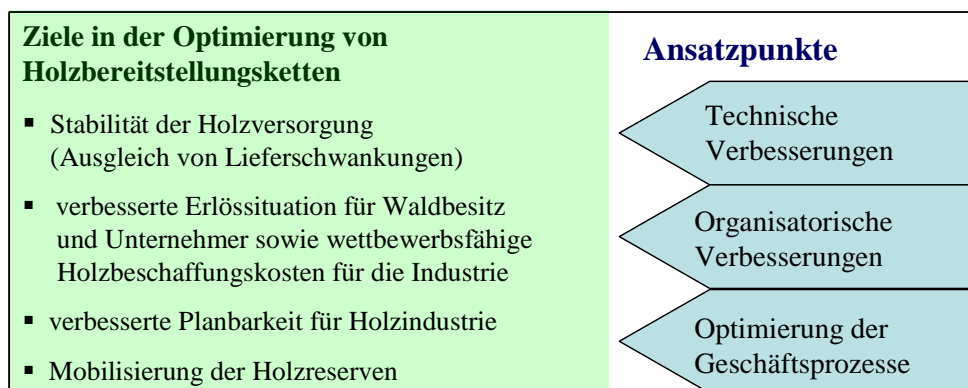 Ziele in der Optimierung von
Holzbereitstellungsketten
▪ Stabilität der Holzversorgung
(Ausgleich von Lieferschwankungen)
▪ verbesserte Erlössituation für Waldbesitz
und Unternehmer sowie wettbewerbsfähige
Holzbeschaffungskosten für die Industrie
▪ verbesserte Planbarkeit für Holzindustrie
▪ Mobilisierung der Holzreserven
Ansatzpunkte
Technische
Verbesserungen
Organisatorische
Verbesserungen
Optimierung der
Geschäftsprozesse